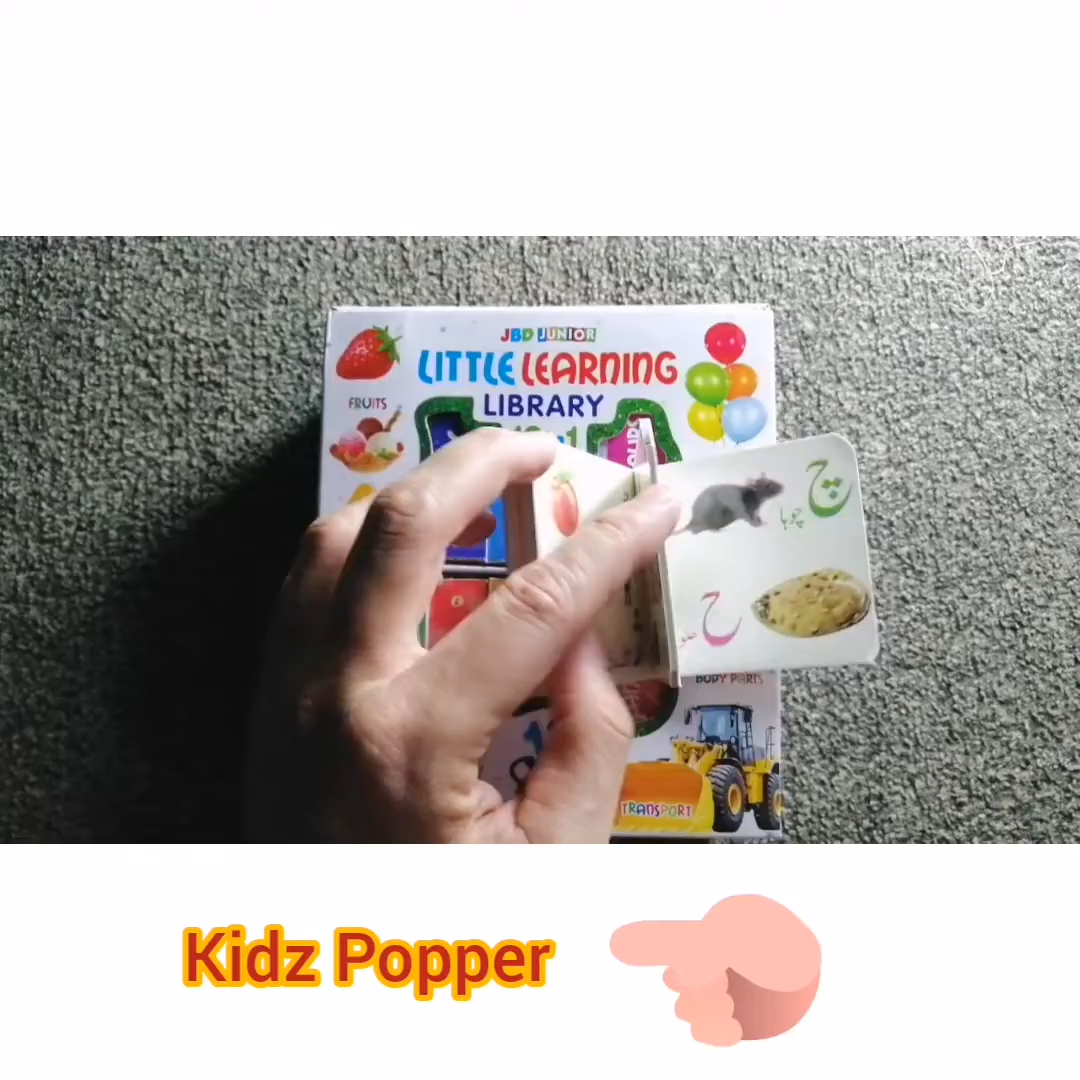 JBD JUNIOR
LITTLE LEARNING
LIBRARY
FRUITS
چ
چوہا
ح
BODY PARTS
TRANSPORT
Kidz Popper